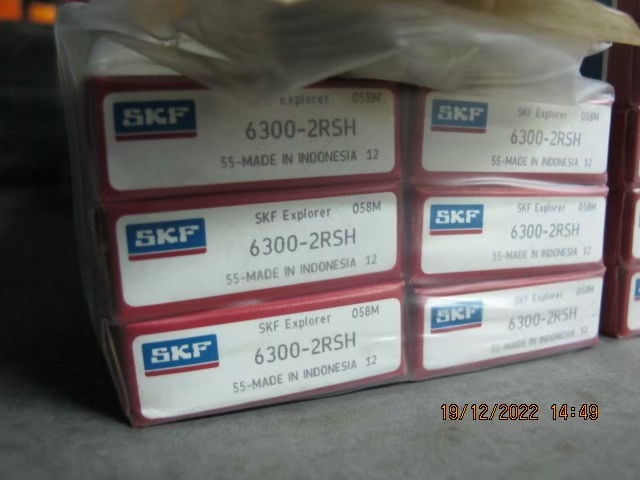 SKF
Explorer 058M
6300-2RSH
55-MADE IN INDONESIA 12
SKF
SKF Explorer 058M
6300-2RSH
55-MADE IN INDONESIA 12
SKF
SKF Explorer 058M
6300-2RSH
55-MADE IN INDONESIA 12
SKF
SKF Explorer 058M
6300-2RSH
55-MADE IN INDONESIA 12
SKF
SKF Explorer 058M
6300-2RSH
55-MADE IN INDONESIA 12
SKF
SKF Explorer 058M
6300-2RSH
55-MADE IN INDONESIA 12
19/12/2022 14:49